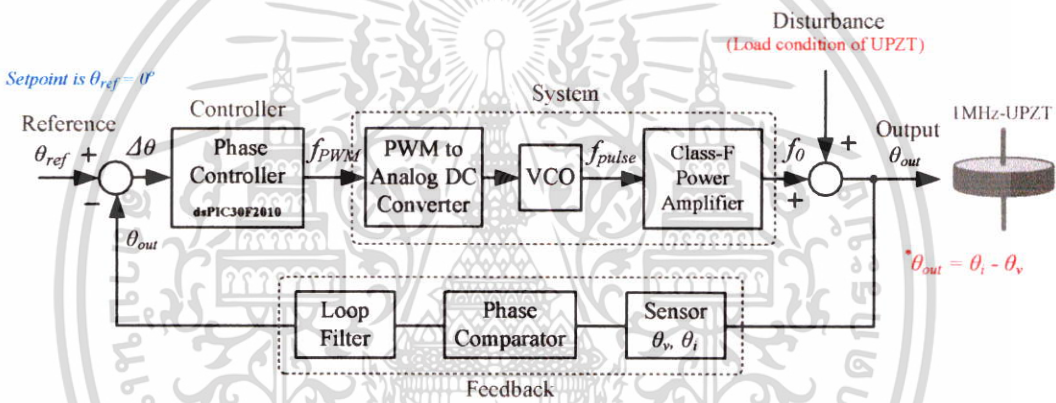 Disturbance
(Load condition of UPZT)
Setpoint is θref = 0°
System
Controller
1MHz-UPZT
Reference
θref
+
−
Δθ
Phase
Controller
dsPIC30F2010
fPWM
PWM to
Analog DC
Converter
VCO
fpulse
Class-F
Power
Amplifier
f0
+
+
Output
θout
θout
*θout = θi - θv
Loop
Filter
Phase
Comparator
Sensor
θv, θi
Feedback